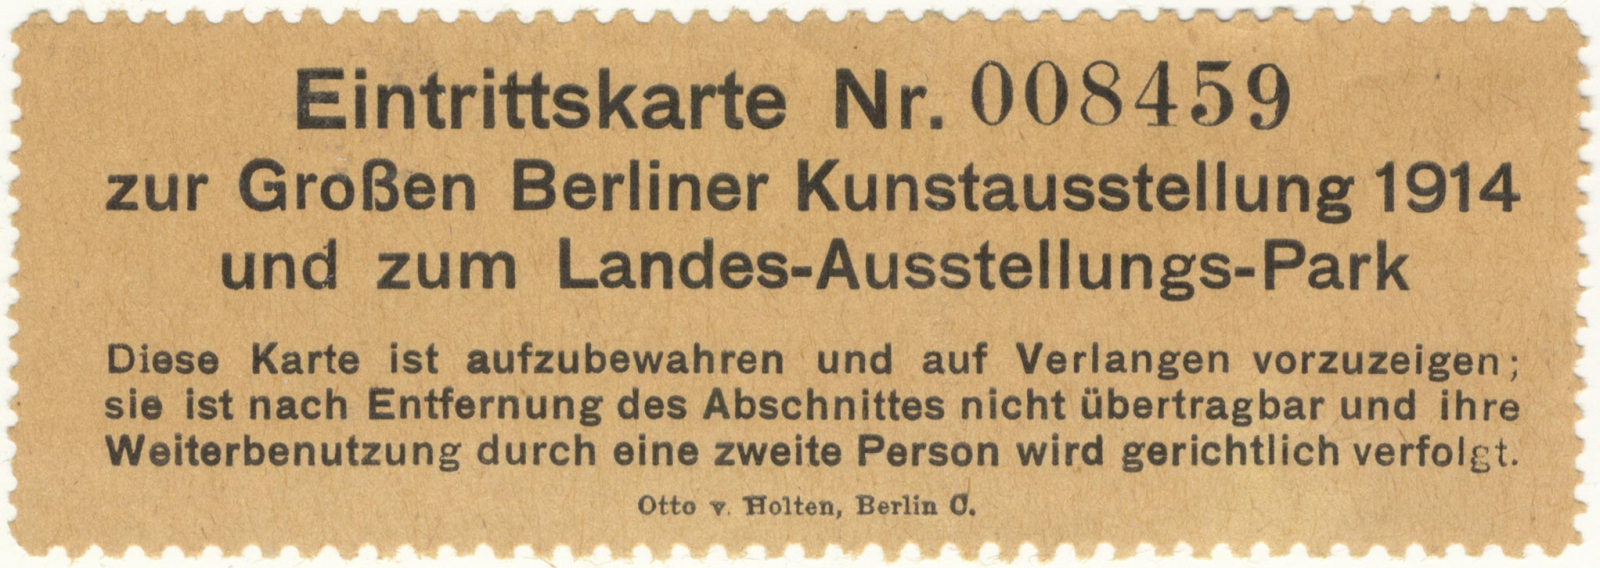 Eintrittskarte Nr. 008459
zur Großen Berliner Kunstausstellung 1914
und zum Landes-Ausstellungs-Park
Diese Karte ist aufzubewahren und auf Verlangen vorzuzeigen;
sie ist nach Entfernung des Abschnittes nicht übertragbar und ihre
Weiterbenutzung durch eine zweite Person wird gerichtlich verfolgt.
Otto v. Holten, Berlin C.